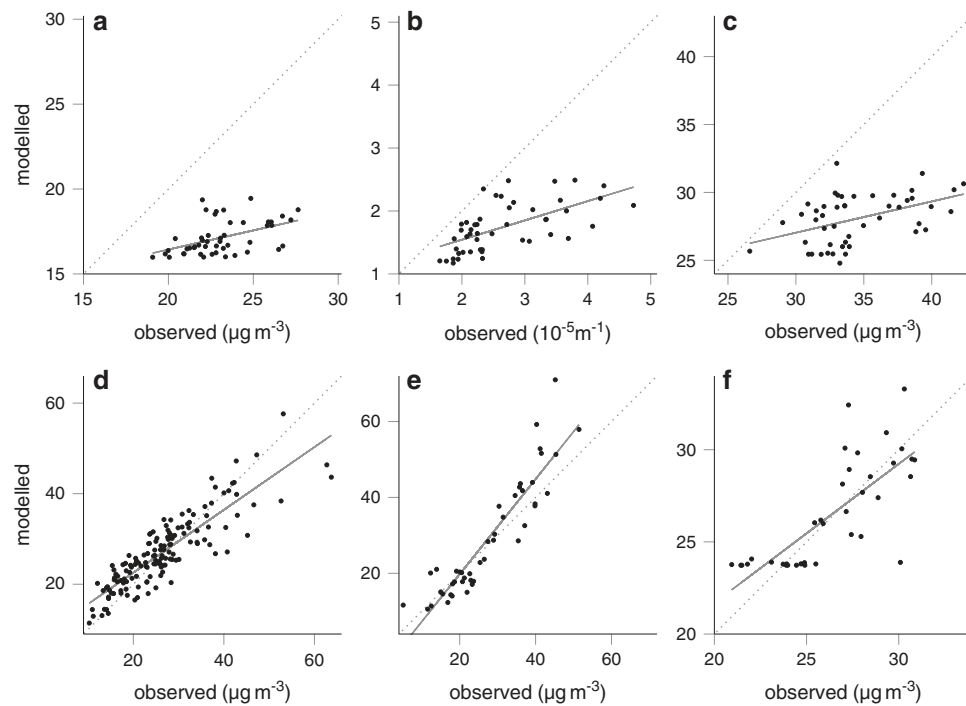 a b c
30 5 40
25 4 35
20 3 30
15 2 25
1
modelled
15 20 25 30 1 2 3 4 5 25 30 35 40
observed (µg m-3) observed (10-5m-1) observed (µg m-3)
d e f
60 60 30
40 40 25
20 20 20
modelled
20 40 60 20 40 60 20 25 30
observed (µg m-3) observed (µg m-3) observed (µg m-3)